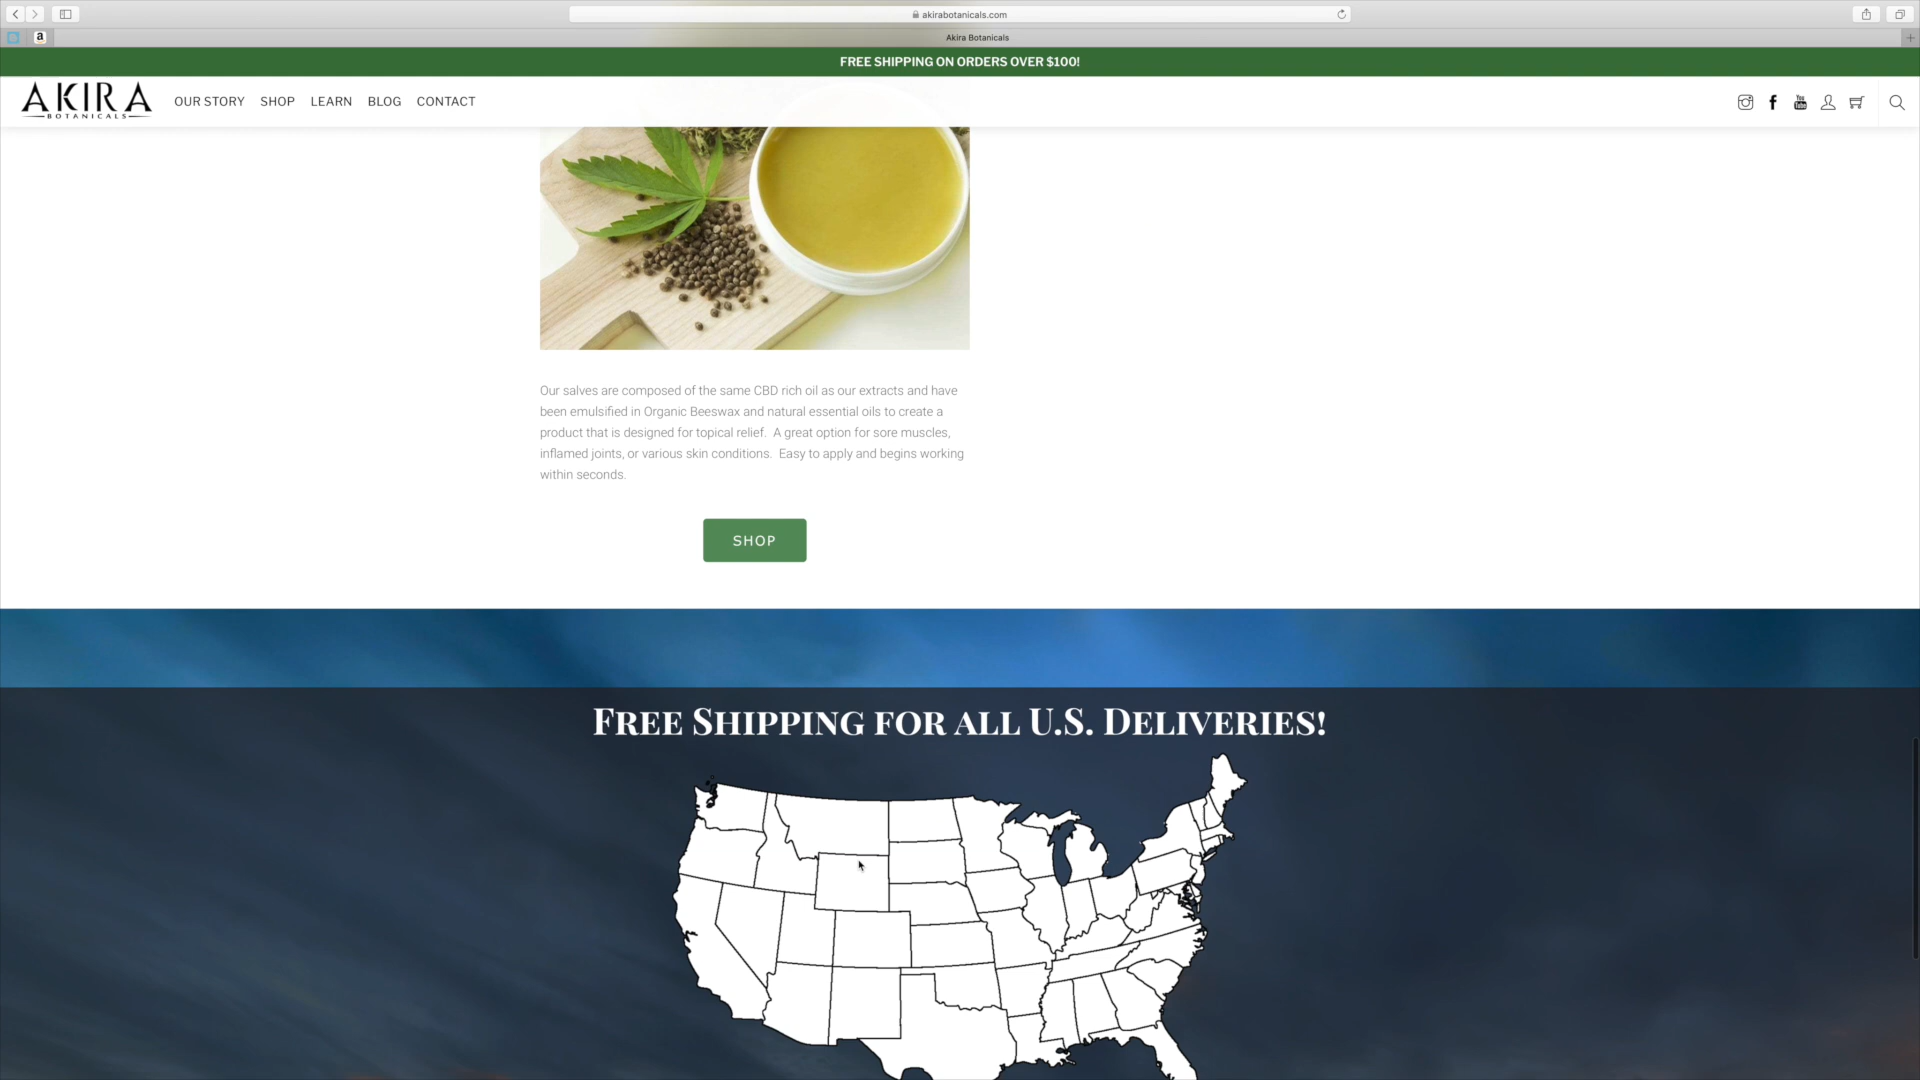 akirabotanicals.com
a
Akira Botanicals
FREE SHIPPING ON ORDERS OVER $100!
AKIRA
BOTANICALS
OUR STORY SHOP LEARN BLOG CONTACT
You Tube
Our salves are composed of the same CBD rich oil as our extracts and have
been emulsified in Organic Beeswax and natural essential oils to create a
product that is designed for topical relief. A great option for sore muscles,
inflamed joints, or various skin conditions. Easy to apply and begins working
within seconds.
SHOP
FREE SHIPPING FOR ALL U.S. DELIVERIES!